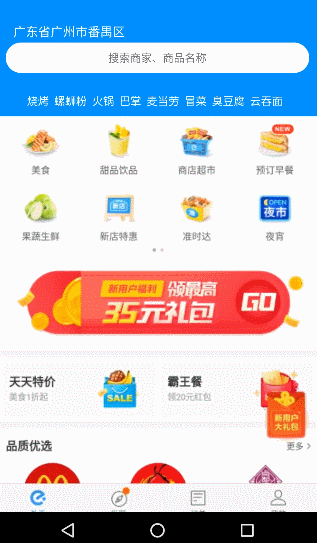 广东省广州市番禺区
搜索商家、商品名称
烧烤 螺蛳粉 火锅 巴掌 麦当劳 冒菜 臭豆腐 云吞面
NEW
美食 甜品饮品 商店超市 预订早餐
新店 OPEN 夜市
果蔬生鲜 新店特惠 准时达 夜宵
新用户福利 领最高
35元礼包 GO
天天特价 霸王餐
美食1折起 SALE 领20元红包
新用户
大礼包
品质优选 更多 >